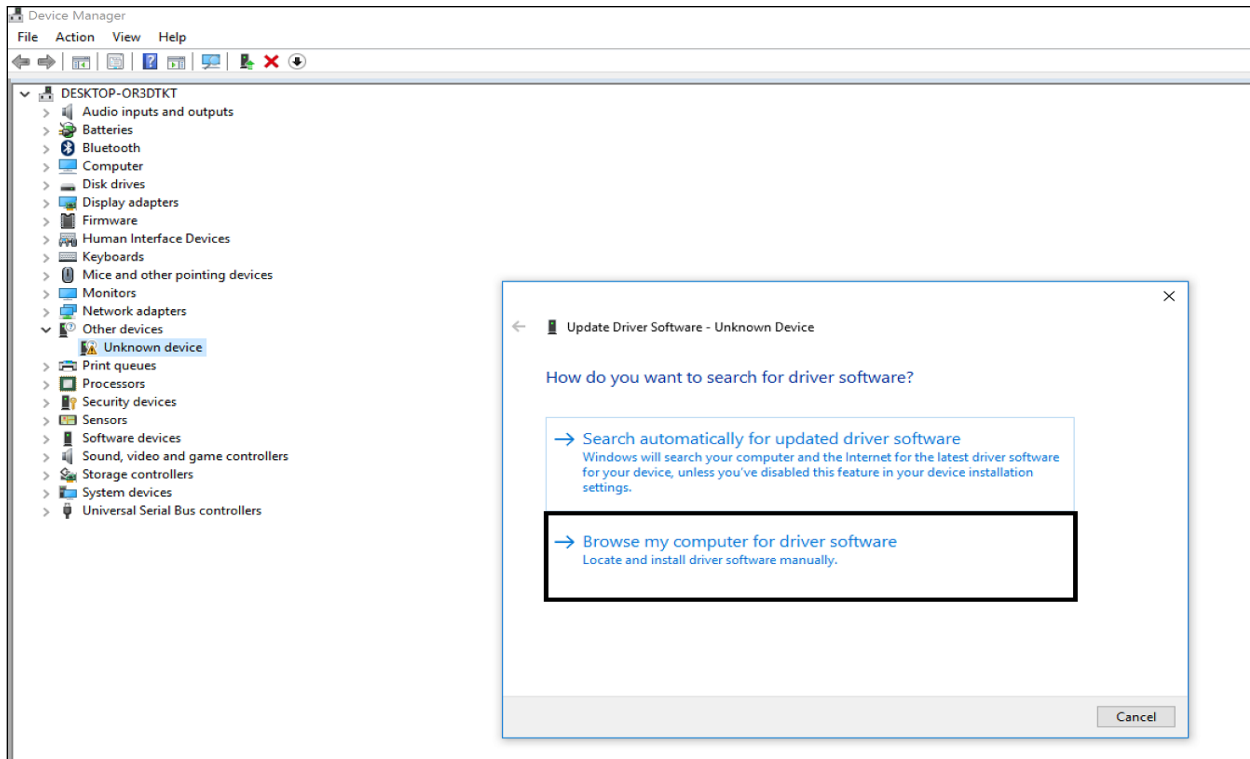 Device Manager
File Action View Help
DESKTOP-OR3DTKT
Audio inputs and outputs
Batteries
Bluetooth
Computer
Disk drives
Display adapters
Firmware
Human Interface Devices
Keyboards
Mice and other pointing devices
Monitors
Network adapters
Other devices
Unknown device
Print queues
Processors
Security devices
Sensors
Software devices
Sound, video and game controllers
Storage controllers
System devices
Universal Serial Bus controllers
Update Driver Software - Unknown Device
How do you want to search for driver software?
Search automatically for updated driver software
Windows will search your computer and the Internet for the latest driver software
for your device, unless you've disabled this feature in your device installation
settings.
Browse my computer for driver software
Locate and install driver software manually.
Cancel